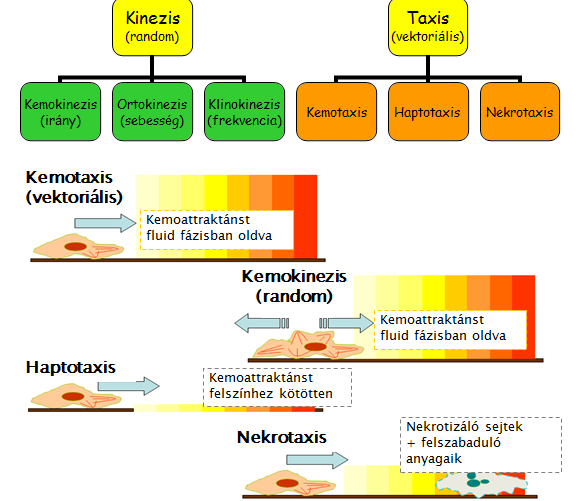 Kinezis
(random)
Taxis
(vektoriális)
Kemokinezis
(irány)
Ortokinezis
(sebesség)
Klinokinezis
(frekvencia)
Kemotaxis
Haptotaxis
Nekrotaxis
Kemotaxis
(vektoriális)
Kemoattraktánst
fluid fázisban oldva
Kemokinezis
(random)
Kemoattraktánst
fluid fázisban oldva
Haptotaxis
Kemoattraktánst
felszínhez kötötten
Nekrotaxis
Nekrotizáló sejtek
+ felszabaduló
anyagaik